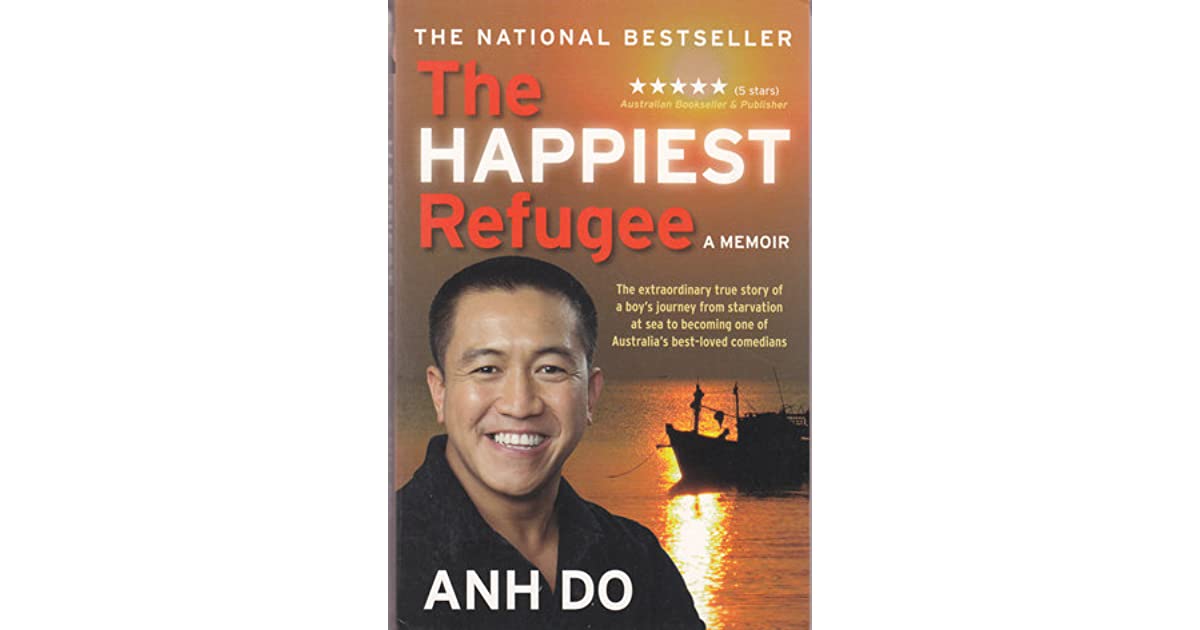 THE NATIONAL BESTSELLER
The
★★★★★ (5 stars)
Australian Bookseller & Publisher
HAPPIEST
Refugee
A MEMOIR
The extraordinary true story of
a boy's journey from starvation
at sea to becoming one of
Australia's best-loved comedians
ANH DO